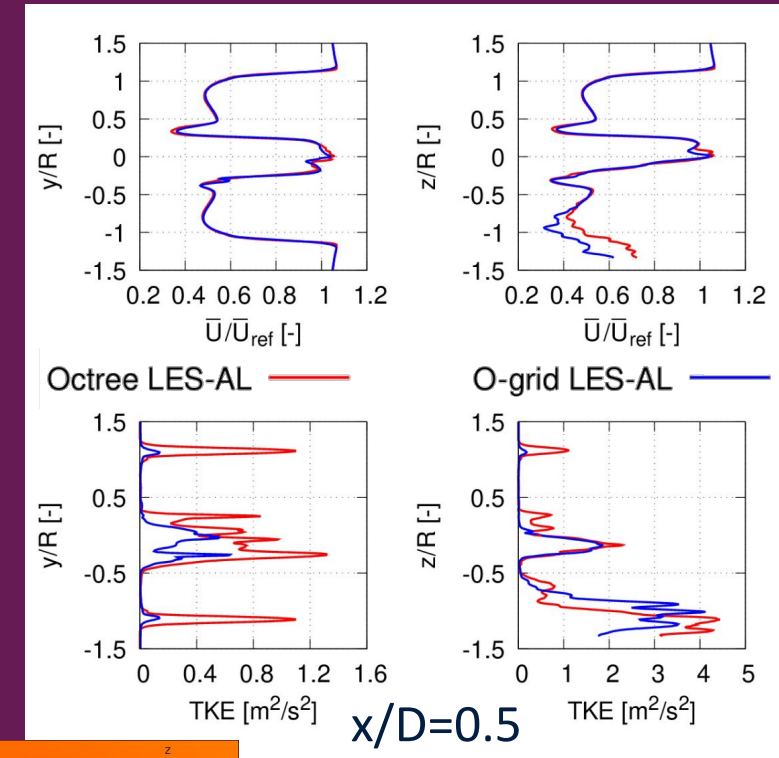 1.5
1
0.5
0
-0.5
-1
-1.5
y/R [-]
0.2 0.4 0.6 0.8 1 1.2
U̅/U̅ref [-]
1.5
1
0.5
0
-0.5
-1
-1.5
z/R [-]
0.2 0.4 0.6 0.8 1 1.2
U̅/U̅ref [-]
Octree LES-AL
O-grid LES-AL
1.5
0.5
-0.5
-1.5
y/R [-]
0 0.4 0.8 1.2 1.6
TKE [m²/s²]
1.5
0.5
-0.5
-1.5
z/R [-]
0 1 2 3 4 5
TKE [m²/s²]
x/D=0.5
z